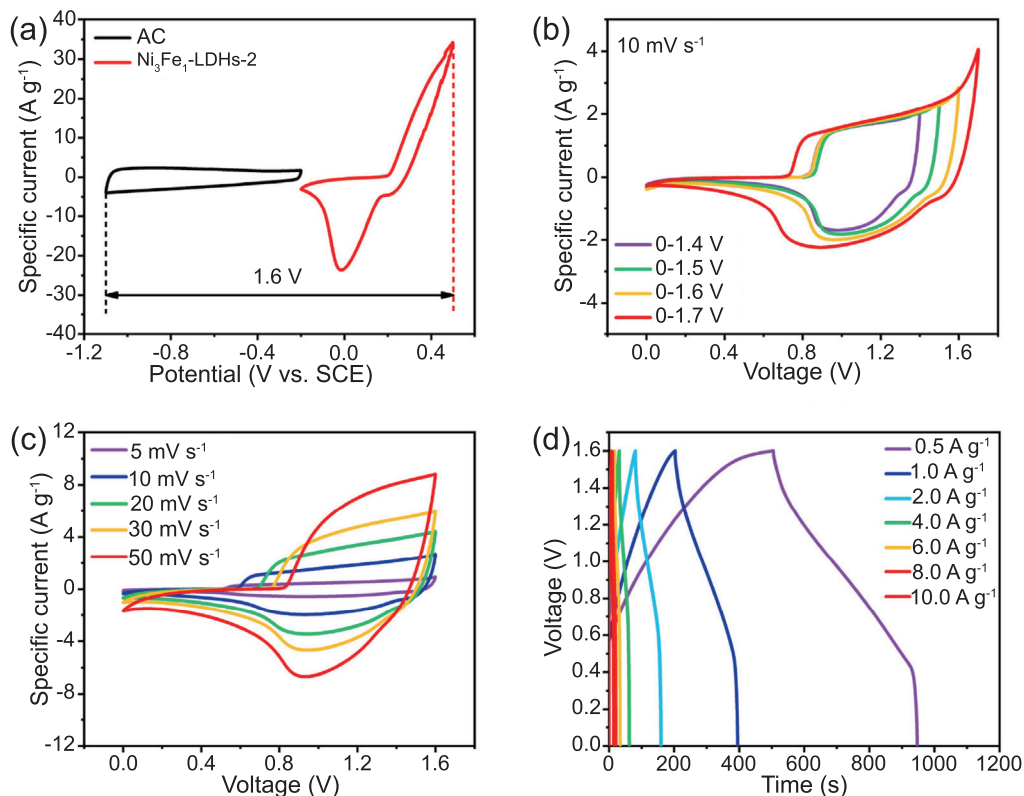 (a)
40
30
20
10
0
-10
-20
-30
-40
Specific current (A g⁻¹)
AC
Ni₃Fe₁-LDHs-2
1.6 V
-1.2
-0.8
-0.4
0.0
0.4
Potential (V vs. SCE)
(b)
10 mV s⁻¹
4
2
0
-2
-4
Specific current (A g⁻¹)
0-1.4 V
0-1.5 V
0-1.6 V
0-1.7 V
0.0
0.4
0.8
1.2
1.6
Voltage (V)
(c)
12
8
4
0
-4
-8
-12
Specific current (A g⁻¹)
5 mV s⁻¹
10 mV s⁻¹
20 mV s⁻¹
30 mV s⁻¹
50 mV s⁻¹
0.0
0.4
0.8
1.2
1.6
Voltage (V)
(d)
1.6
1.4
1.2
1.0
0.8
0.6
0.4
0.2
0.0
Voltage (V)
0.5 A g⁻¹
1.0 A g⁻¹
2.0 A g⁻¹
4.0 A g⁻¹
6.0 A g⁻¹
8.0 A g⁻¹
10.0 A g⁻¹
0
200
400
600
800
1000
1200
Time (s)